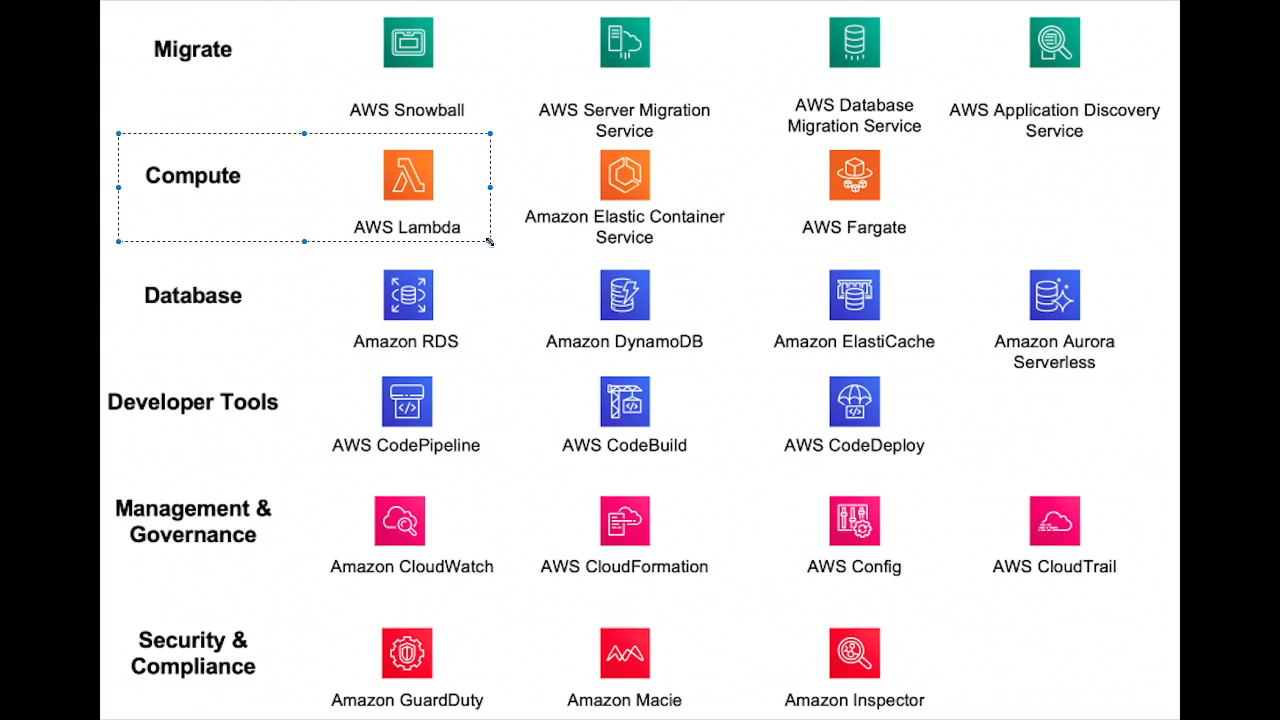 Migrate
AWS Snowball
AWS Server Migration
Service
AWS Database
Migration Service
AWS Application Discovery
Service
Compute
AWS Lambda
Amazon Elastic Container
Service
AWS Fargate
Database
Amazon RDS
Amazon DynamoDB
Amazon ElastiCache
Amazon Aurora
Serverless
Developer Tools
AWS CodePipeline
AWS CodeBuild
AWS CodeDeploy
Management &
Governance
Amazon CloudWatch
AWS CloudFormation
AWS Config
AWS CloudTrail
Security &
Compliance
Amazon GuardDuty
Amazon Macie
Amazon Inspector